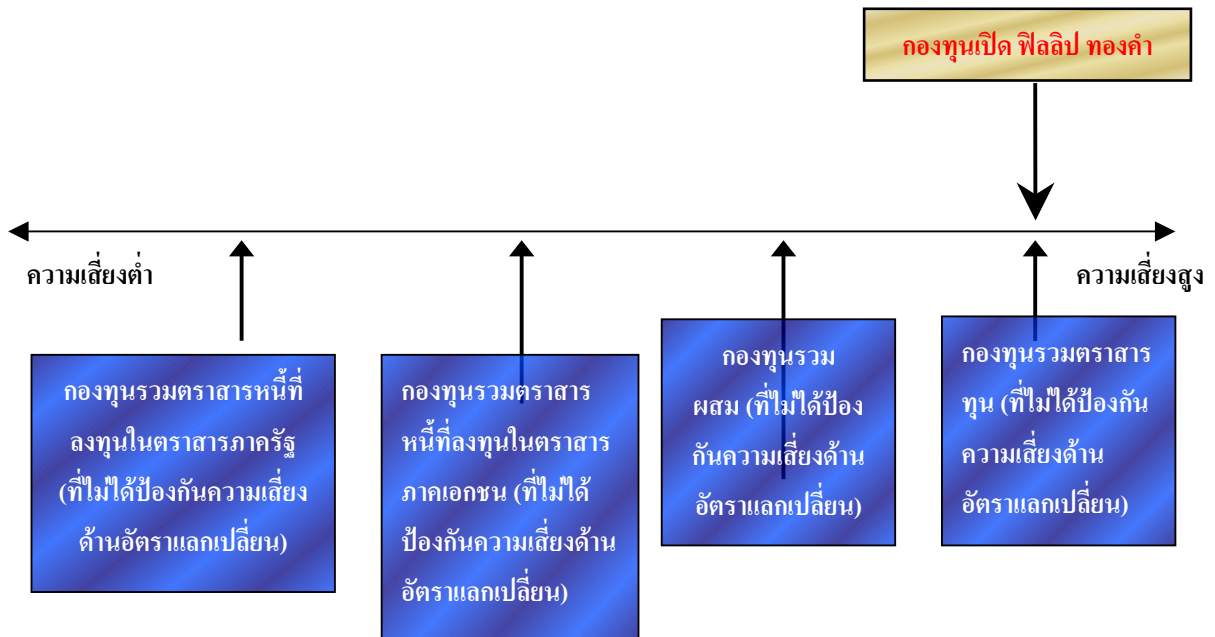 กองทุนเปิด ฟิลลิป ทองคำ
ความเสี่ยงต่ำ
ความเสี่ยงสูง
กองทุนรวมตราสารหนี้ที่
ลงทุนในตราสารภาครัฐ
(ที่ไม่ได้ป้องกันความเสี่ยง
ด้านอัตราแลกเปลี่ยน)
กองทุนรวมตราสาร
หนี้ที่ลงทุนในตราสาร
ภาคเอกชน (ที่ไม่ได้
ป้องกันความเสี่ยงด้าน
อัตราแลกเปลี่ยน)
กองทุนรวม
ผสม (ที่ไม่ได้ป้อง
กันความเสี่ยงด้าน
อัตราแลกเปลี่ยน)
กองทุนรวมตราสาร
ทุน (ที่ไม่ได้ป้องกัน
ความเสี่ยงด้าน
อัตราแลกเปลี่ยน)